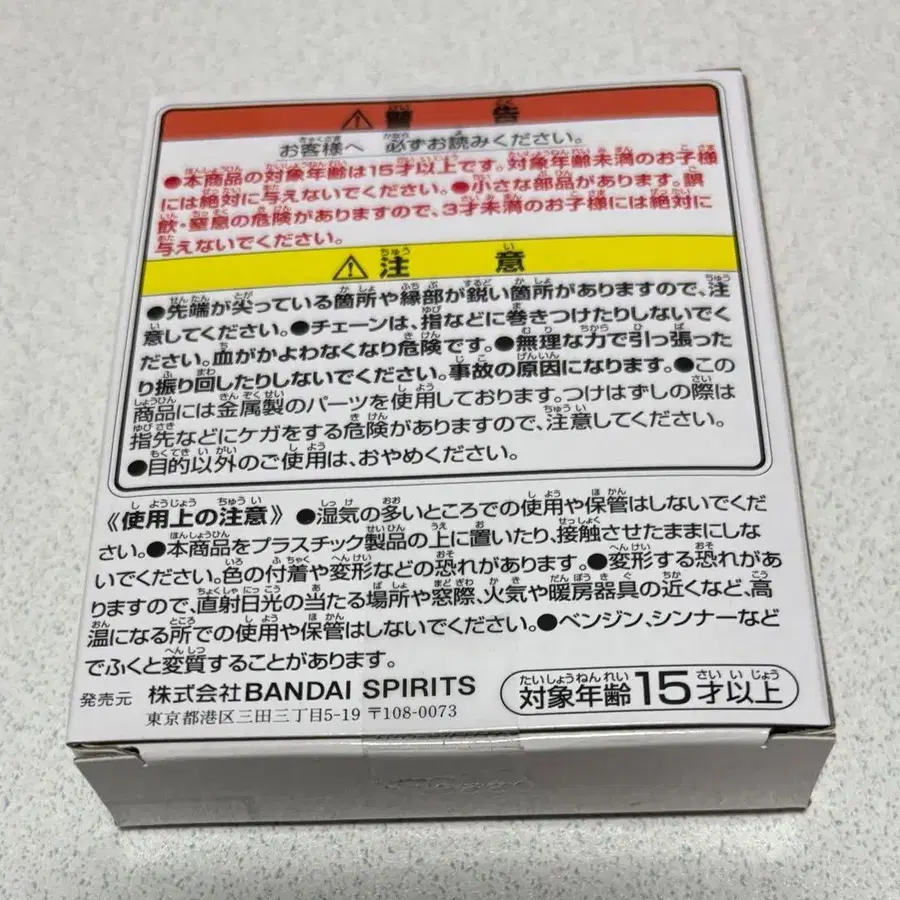 警告
お客様へ 必ずお読みください。
●本商品の対象年齢は15才以上です。対象年齢未満のお子様
には絶対に与えないでください。●小さな部品があります。誤
飲・窒息の危険がありますので、3才未満のお子様には絶対に
与えないでください。
注意
●先端が尖っている箇所や縁部が鋭い箇所がありますので、注
意してください。●チェーンは、指などに巻きつけたりしないでく
ださい。血がかよわなくなり危険です。●無理な力で引っ張った
り振り回したりしないでください。事故の原因になります。●この
商品には金属製のパーツを使用しております。つけはずしの際は
指先などにケガをする危険がありますので、注意してください。
●目的以外のご使用は、おやめください。
《使用上の注意》●湿気の多いところでの使用や保管はしないでくだ
さい。●本商品をプラスチック製品の上に置いたり、接触させたままにしな
いでください。色の付着や変形などの恐れがあります。●変形する恐れがあ
りますので、直射日光の当たる場所や窓際、火気や暖房器具の近くなど、高
温になる所での使用や保管はしないでください。●ベンジン、シンナーなど
でふくと変質することがあります。
発売元 株式会社BANDAI SPIRITS
東京都港区三田三丁目5-19 〒108-0073
対象年齢15才以上